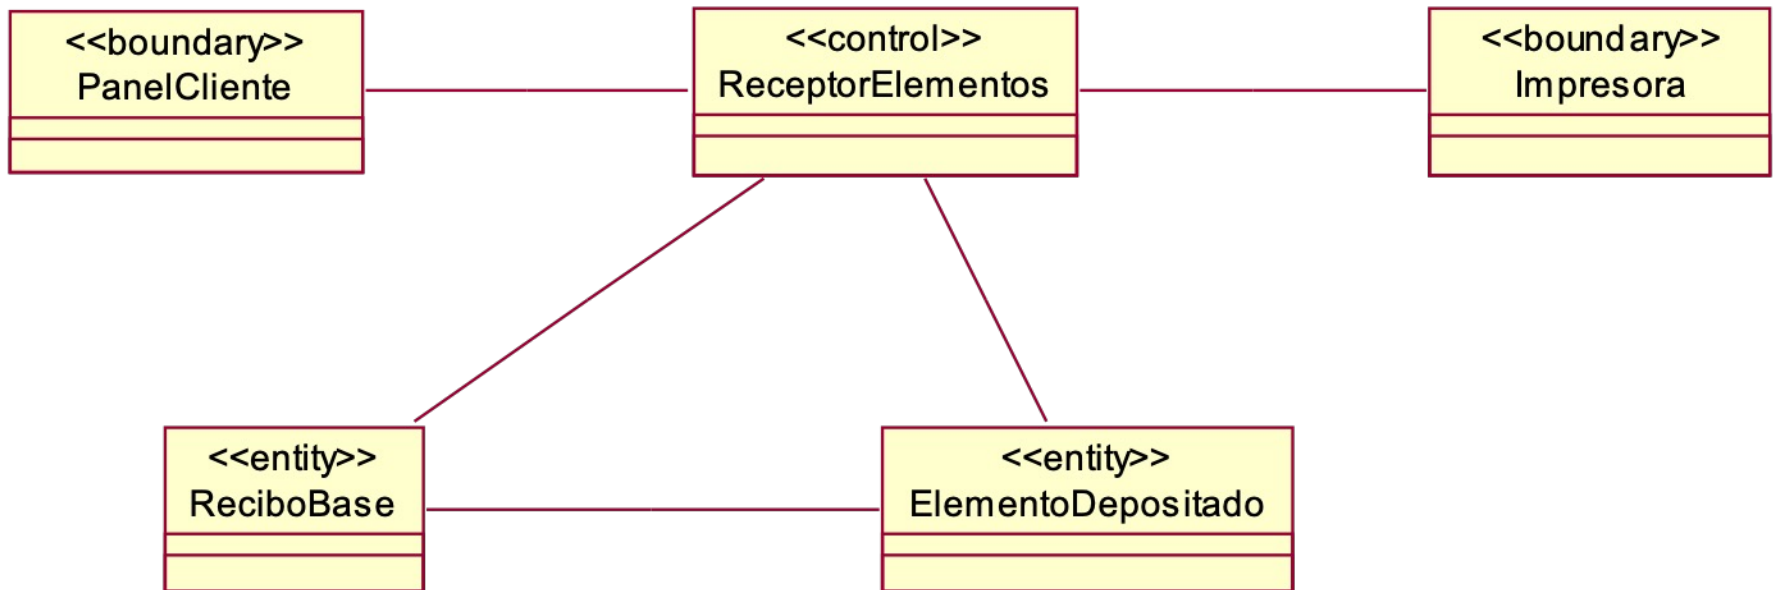 <<boundary>>
PanelCliente
<<control>>
ReceptorElementos
<<boundary>>
Impresora
<<entity>>
ReciboBase
<<entity>>
ElementoDepositado